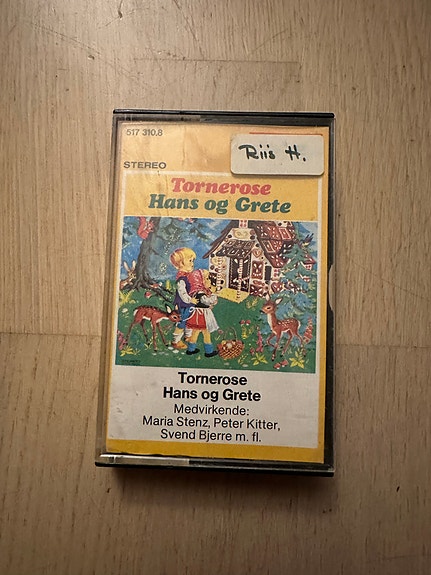 517 310.8
Riis H.
STEREO
Tornerose
Hans og Grete
Tornerose
Hans og Grete
Medvirkende:
Maria Stenz, Peter Kitter,
Svend Bjerre m. fl.